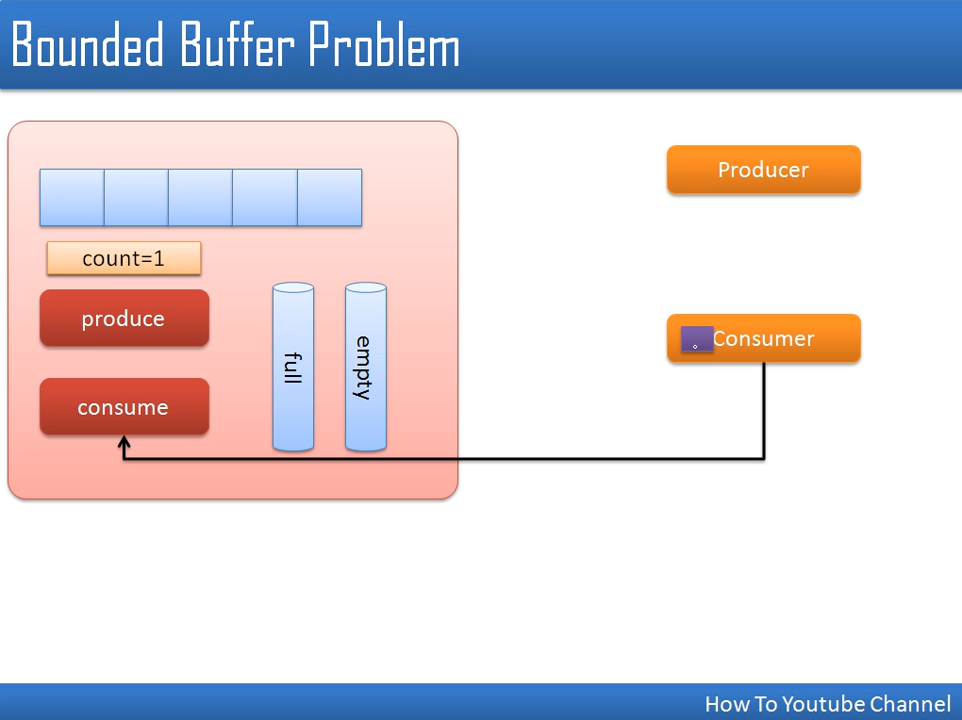 Bounded Buffer Problem
Producer
count=1
produce
full
empty
Consumer
consume
How To Youtube Channel